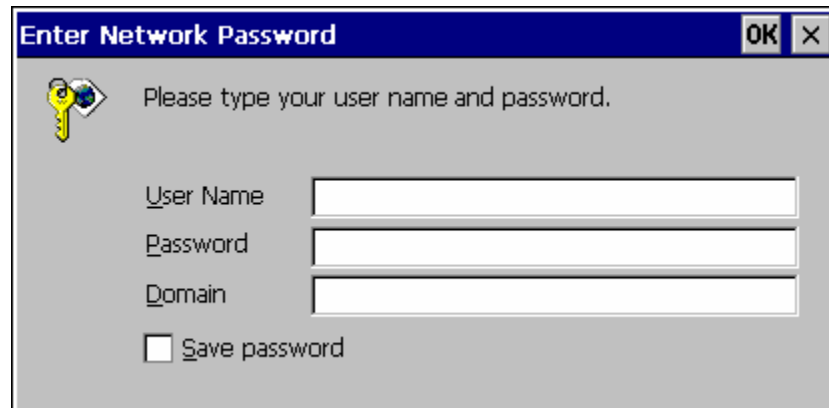 Enter Network Password OK ×
Please type your user name and password.
User Name
Password
Domain
Save password